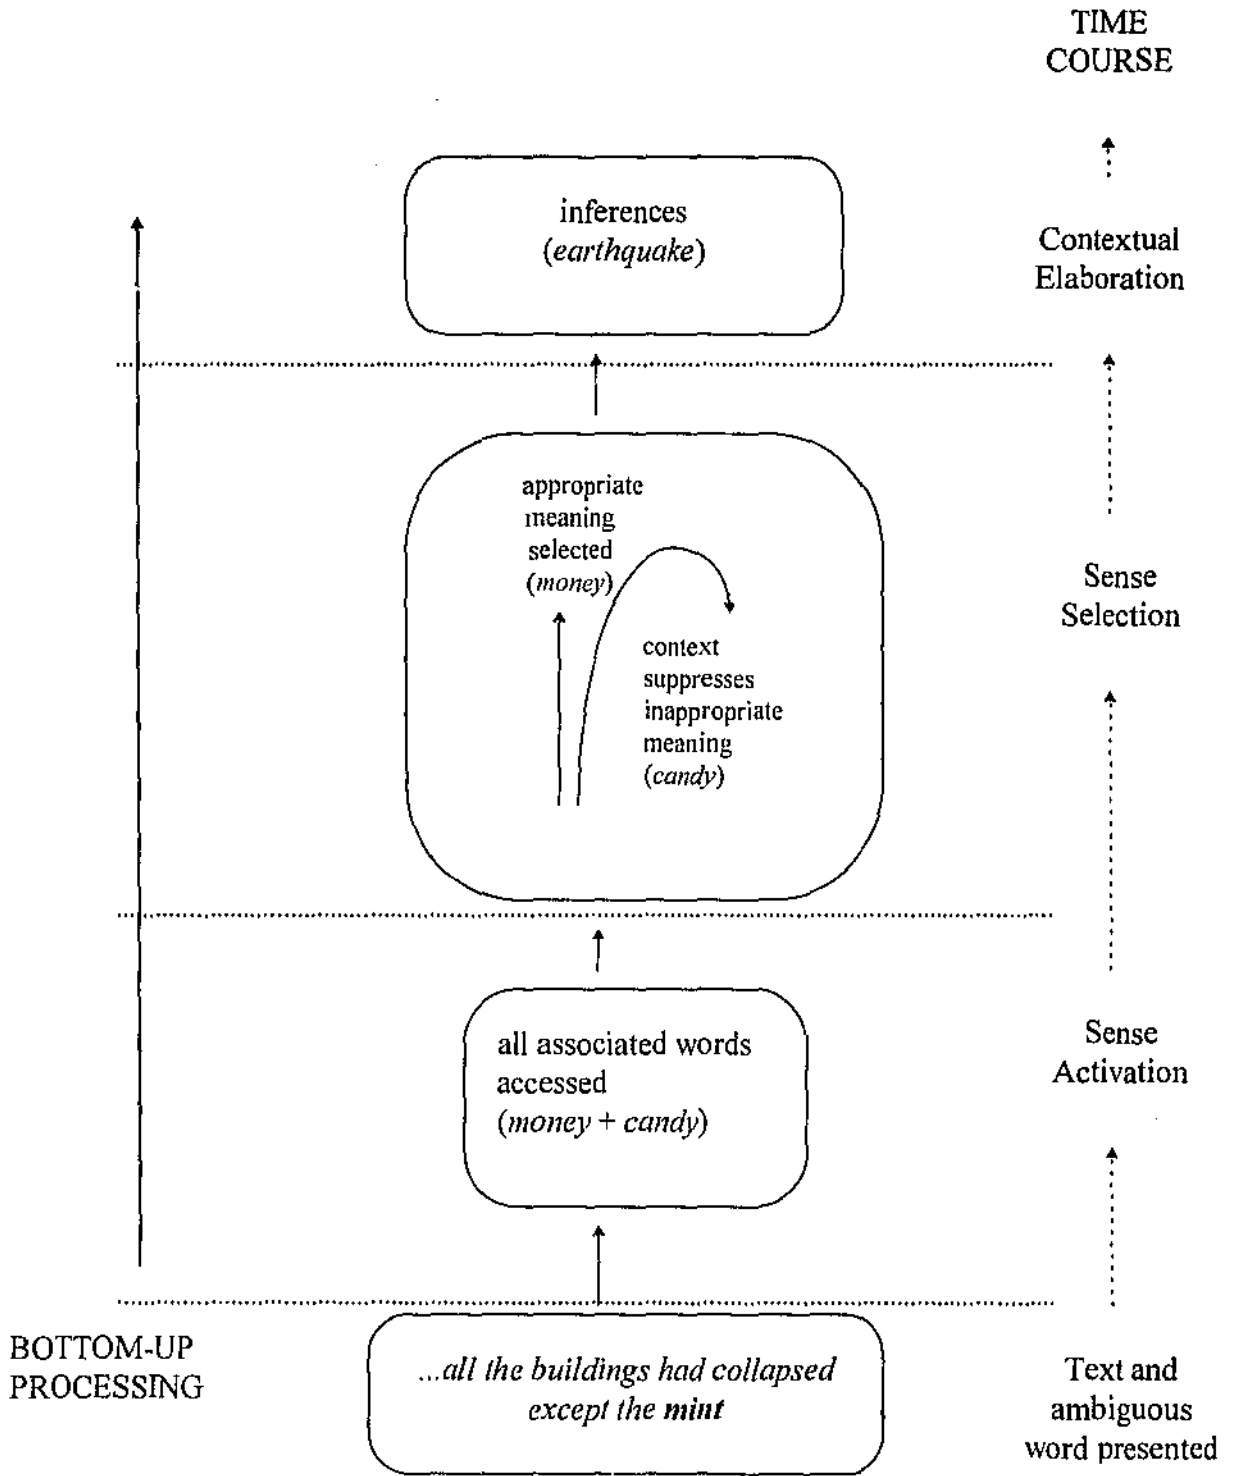 TIME
COURSE
inferences
(earthquake)
Contextual
Elaboration
appropriate
meaning
selected
(money)
context
suppresses
inappropriate
meaning
(candy)
Sense
Selection
all associated words
accessed
(money + candy)
Sense
Activation
BOTTOM-UP
PROCESSING
...all the buildings had collapsed
except the mint
Text and
ambiguous
word presented